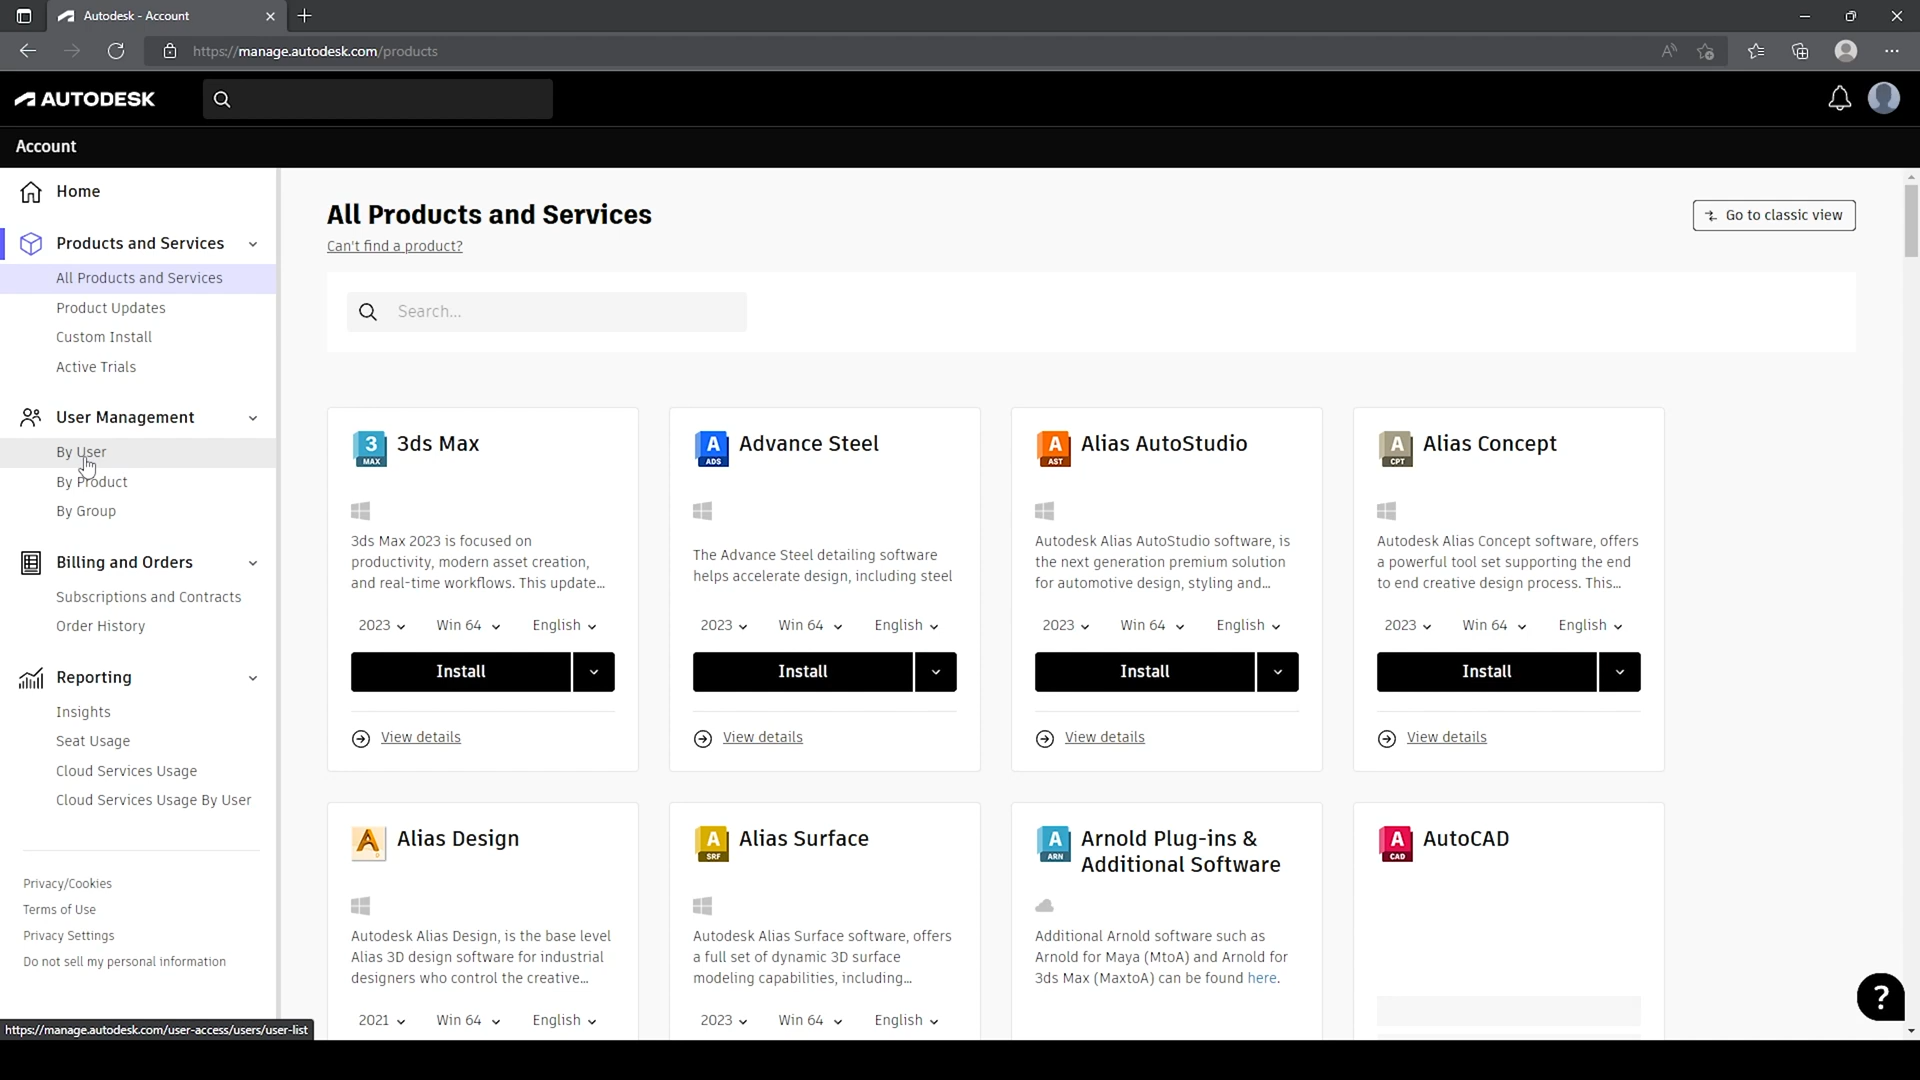 Autodesk - Account
https://manage.autodesk.com/products
AUTODESK
Account
Home
Products and Services
All Products and Services
Product Updates
Custom Install
Active Trials
User Management
By User
By Product
By Group
Billing and Orders
Subscriptions and Contracts
Order History
Reporting
Insights
Seat Usage
Cloud Services Usage
Cloud Services Usage By User
Privacy/Cookies
Terms of Use
Privacy Settings
Do not sell my personal information
https://manage.autodesk.com/user-access/users/user-list
All Products and Services
Go to classic view
Can't find a product?
Search...
3 MAX
3ds Max
3ds Max 2023 is focused on
productivity, modern asset creation,
and real-time workflows. This update...
2023 Win 64 English
Install
View details
A ADS
Advance Steel
The Advance Steel detailing software
helps accelerate design, including steel
2023 Win 64 English
Install
View details
A AST
Alias AutoStudio
Autodesk Alias AutoStudio software, is
the next generation premium solution
for automotive design, styling and...
2023 Win 64 English
Install
View details
A CPT
Alias Concept
Autodesk Alias Concept software, offers
a powerful tool set supporting the end
to end creative design process. This...
2023 Win 64 English
Install
View details
Alias Design
Autodesk Alias Design, is the base level
Alias 3D design software for industrial
designers who control the creative...
2021 Win 64 English
A SRF
Alias Surface
Autodesk Alias Surface software, offers
a full set of dynamic 3D surface
modeling capabilities, including...
2023 Win 64 English
A ARN
Arnold Plug-ins &
Additional Software
Additional Arnold software such as
Arnold for Maya (MtoA) and Arnold for
3ds Max (MaxtoA) can be found here.
A CAD
AutoCAD
?